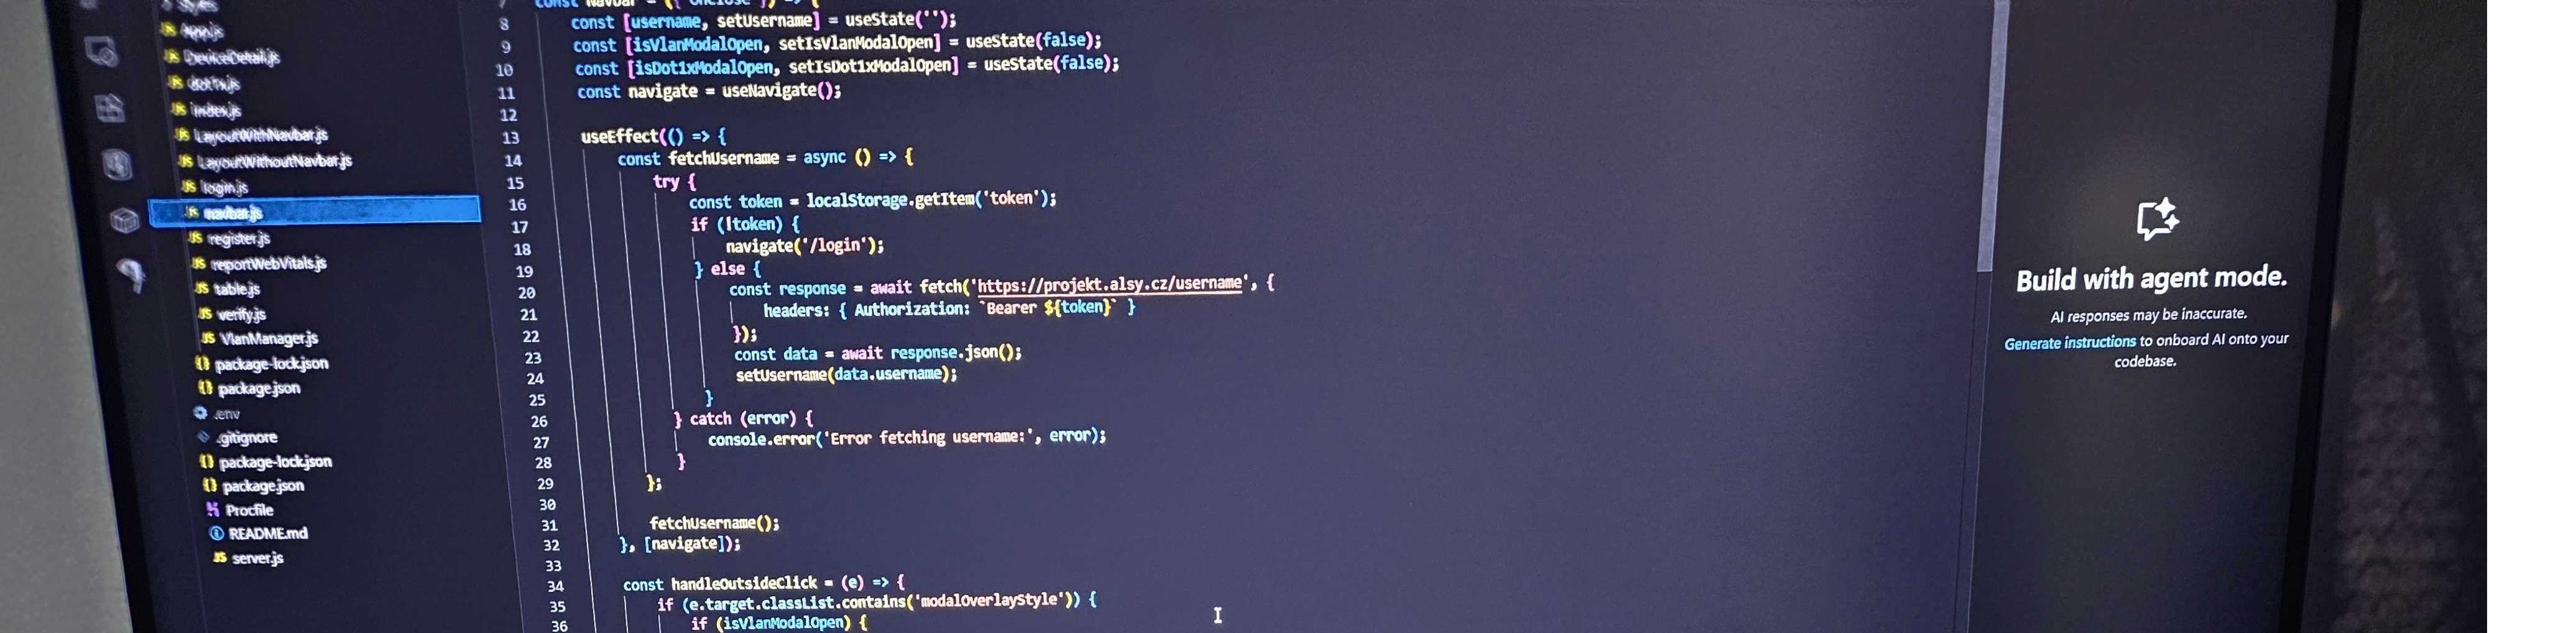 Styles
App.js
DeviceDetail.js
index.js
LayoutWithNavbar.js
LayoutWithoutNavbar.js
login.js
navbar.js
register.js
reportWebVitals.js
table.js
verify.js
VlanManager.js
package-lock.json
package.json
.env
.gitignore
package-lock.json
package.json
Procfile
README.md
server.js
8 const [username, setUsername] = useState('');
9 const [isVlanModalOpen, setIsVlanModalOpen] = useState(false);
10 const [isDot1xModalOpen, setIsDot1xModalOpen] = useState(false);
11 const navigate = useNavigate();
12
13 useEffect(() => {
14 const fetchUsername = async () => {
15 try {
16 const token = localStorage.getItem('token');
17 if (!token) {
18 navigate('/login');
19 } else {
20 const response = await fetch('https://projekt.alsy.cz/username', {
21 headers: { Authorization: `Bearer ${token}` }
22 });
23 const data = await response.json();
24 setUsername(data.username);
25 }
26 } catch (error) {
27 console.error('Error fetching username:', error);
28 }
29 };
30
31 fetchUsername();
32 }, [navigate]);
33
34 const handleOutsideClick = (e) => {
35 if (e.target.classList.contains('modalOverlayStyle')) {
36 if (isVlanModalOpen) {
Build with agent mode.
AI responses may be inaccurate.
Generate instructions to onboard AI onto your
codebase.